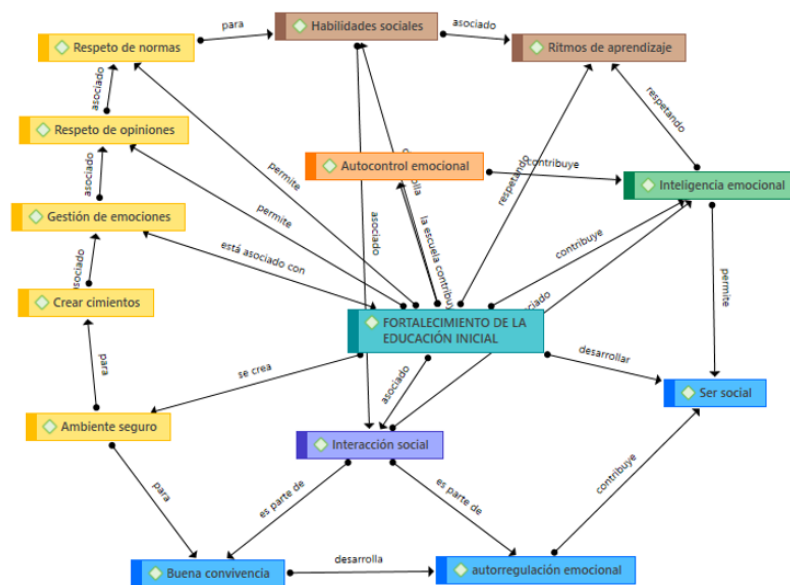 para
Habilidades sociales
asociado
Respeto de normas
Ritmos de aprendizaje
asociado
respetando
Respeto de opiniones
permite
Autocontrol emocional
contribuye
respetando
Inteligencia emocional
asociado
permite
asociado
la escuela contribuye
Gestión de emociones
está asociado con
contribuye
permite
asociado
Crear cimientos
FORTALECIMIENTO DE LA
EDUCACIÓN INICIAL
desarrollar
para
se crea
asociado
Ser social
Ambiente seguro
Interacción social
para
es parte de
es parte de
contribuye
Buena convivencia
desarrolla
autorregulación emocional